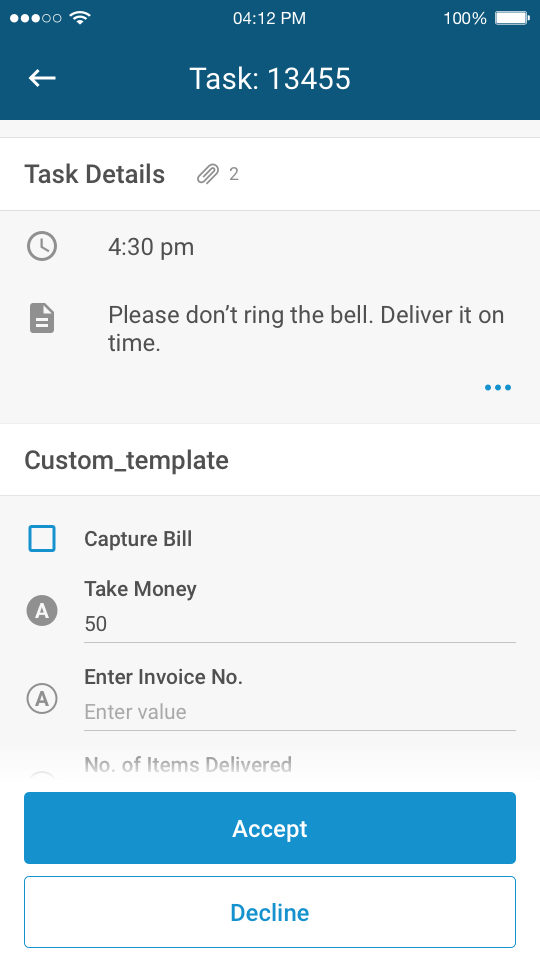 04:12 PM 100%
Task: 13455
Task Details 2
4:30 pm
Please don’t ring the bell. Deliver it on
time.
Custom_template
Capture Bill
Take Money
A
50
Enter Invoice No.
A
Enter value
No. of Items Delivered
Accept
Decline